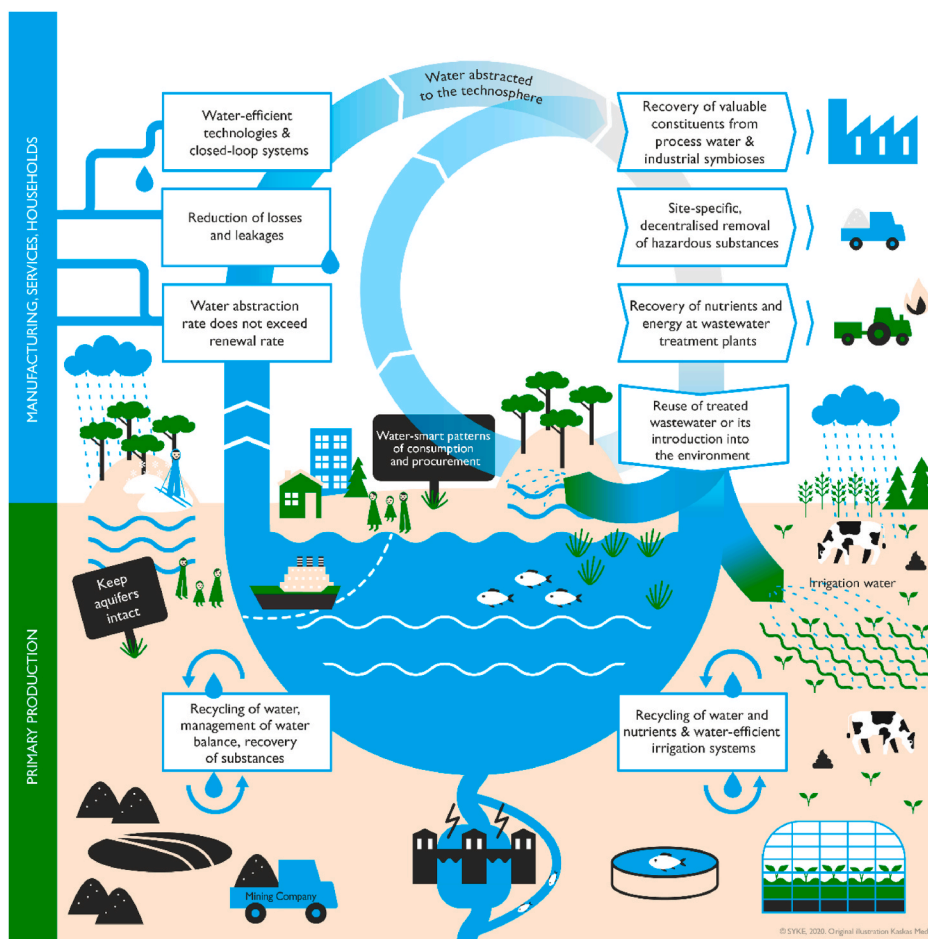 Water abstracted
to the technosphere
Water-efficient
technologies &
closed-loop systems
Reduction of losses
and leakages
Water abstraction
rate does not exceed
renewal rate
Recovery of valuable
constituents from
process water &
industrial symbioses
Site-specific,
decentralised removal
of hazardous substances
Recovery of nutrients and
energy at wastewater
treatment plants
Reuse of treated
wastewater or its
introduction into
the environment
MANUFACTURING, SERVICES, HOUSEHOLDS
Water-smart patterns
of consumption
and procurement
PRIMARY PRODUCTION
Keep
aquifers
intact
Irrigation water
Recycling of water,
management of water
balance, recovery
of substances
Recycling of water and
nutrients & water-efficient
irrigation systems
Mining Company
© SYKE, 2020. Original illustration Kaskas Med